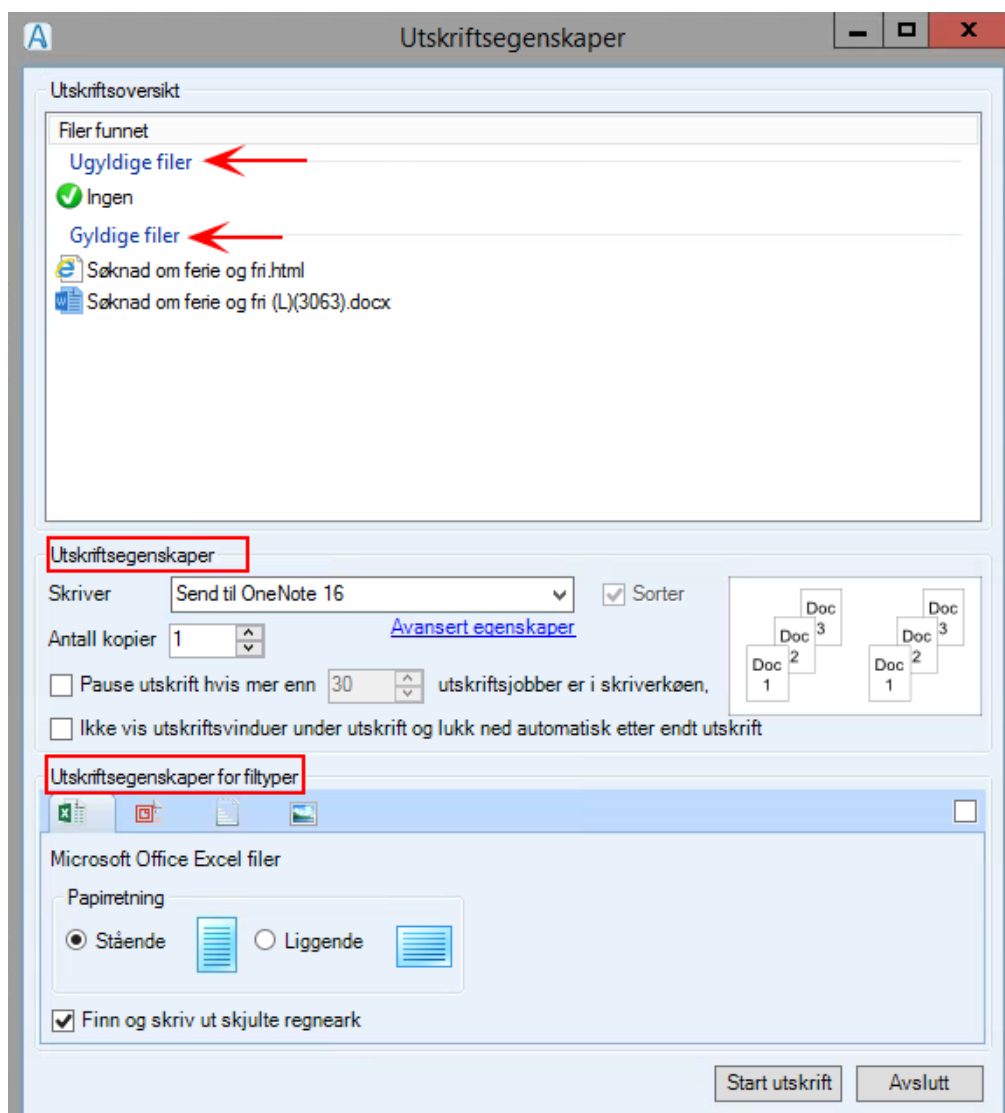 Utskriftsegenskaper
Utskriftsoversikt
Filer funnet
Ugyldige filer
Ingen
Gyldige filer
Søknad om ferie og fri.html
Søknad om ferie og fri (L)(3063).docx
Utskriftsegenskaper
Skriver Send til OneNote 16 Sorter
Antall kopier 1 Avansert egenskaper
Pause utskrift hvis mer enn 30 utskriftsjobber er i skriverkøen,
Ikke vis utskriftsvinduer under utskrift og lukk ned automatisk etter endt utskrift
Doc 3 Doc 3
Doc 2 Doc 2
Doc 1 Doc 1
Utskriftsegenskaper for filtyper
Microsoft Office Excel filer
Papirretning
Stående Liggende
Finn og skriv ut skjulte regneark
Start utskrift Avslutt